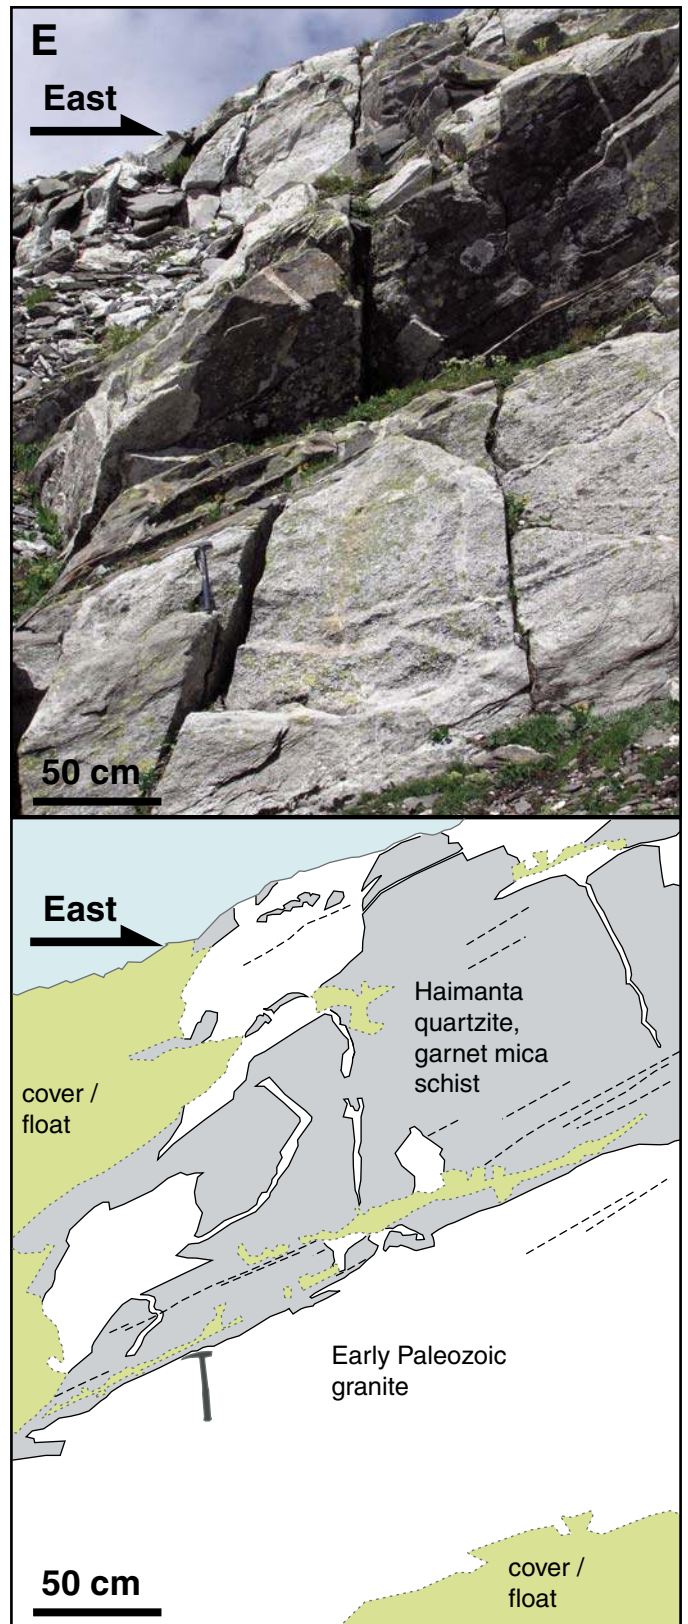 E
East
50 cm
East
Haimanta
quartzite,
garnet mica
schist
cover /
float
Early Paleozoic
granite
cover /
float
50 cm